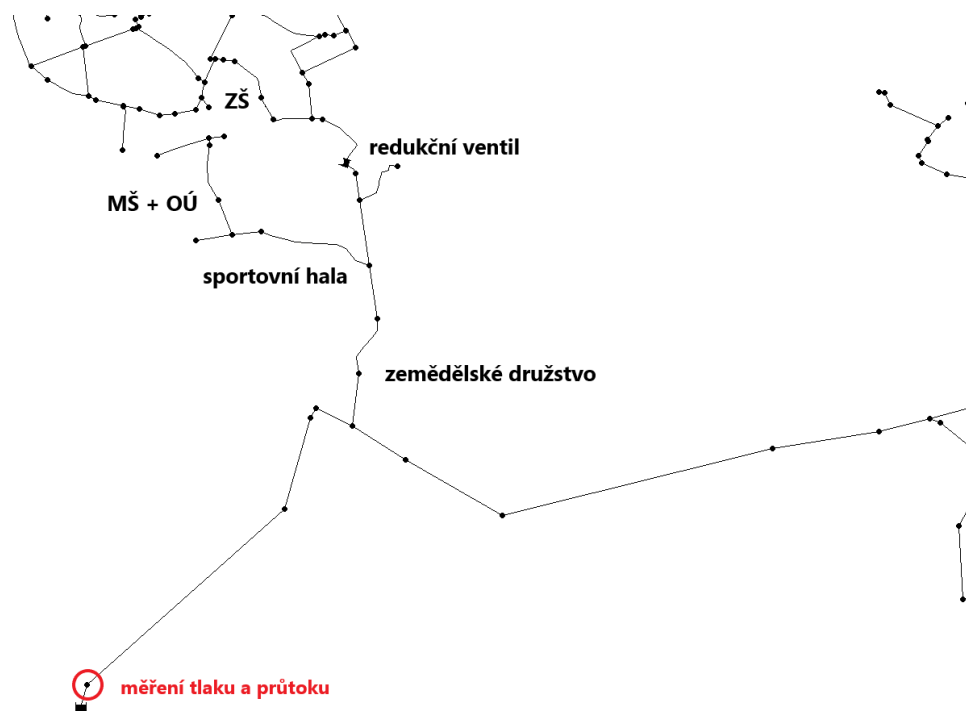 ZŠ
redukční ventil
MŠ + OÚ
sportovní hala
zemědělské družstvo
měření tlaku a průtoku